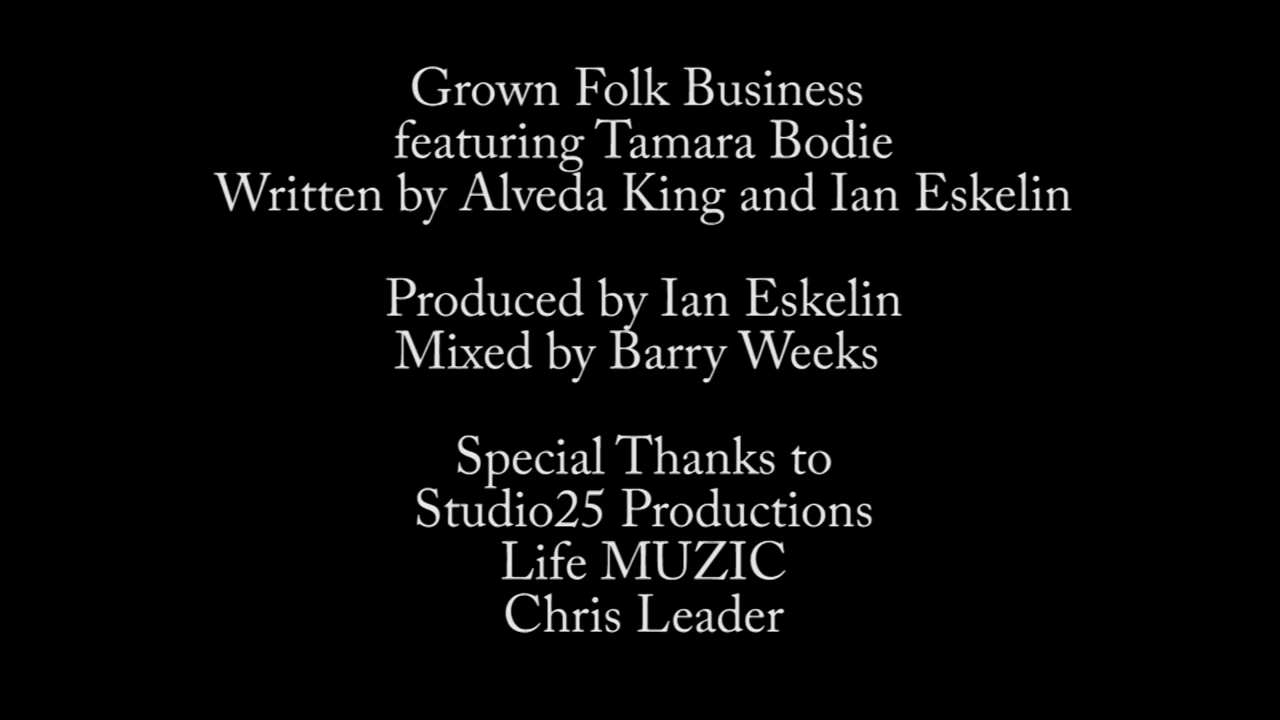 Grown Folk Business
featuring Tamara Bodie
Written by Alveda King and Ian Eskelin
Produced by Ian Eskelin
Mixed by Barry Weeks
Special Thanks to
Studio25 Productions
Life MUZIC
Chris Leader